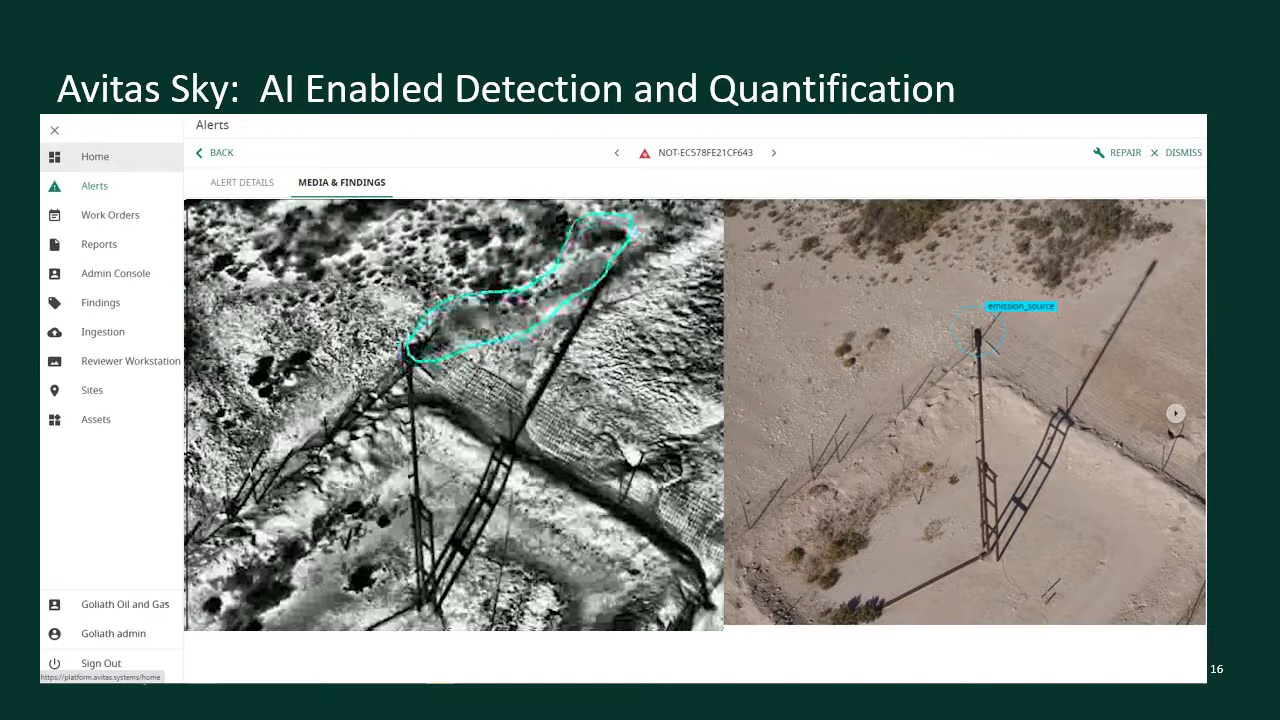 Avitas Sky:  AI Enabled Detection and Quantification
Alerts
BACK
NOT-EC578FE21CF643
REPAIR
DISMISS
ALERT DETAILS
MEDIA & FINDINGS
Home
Alerts
Work Orders
Reports
Admin Console
Findings
Ingestion
Reviewer Workstation
Sites
Assets
emission_source
Goliath Oil and Gas
Goliath admin
Sign Out
https://platform.avitas.systems/home
16